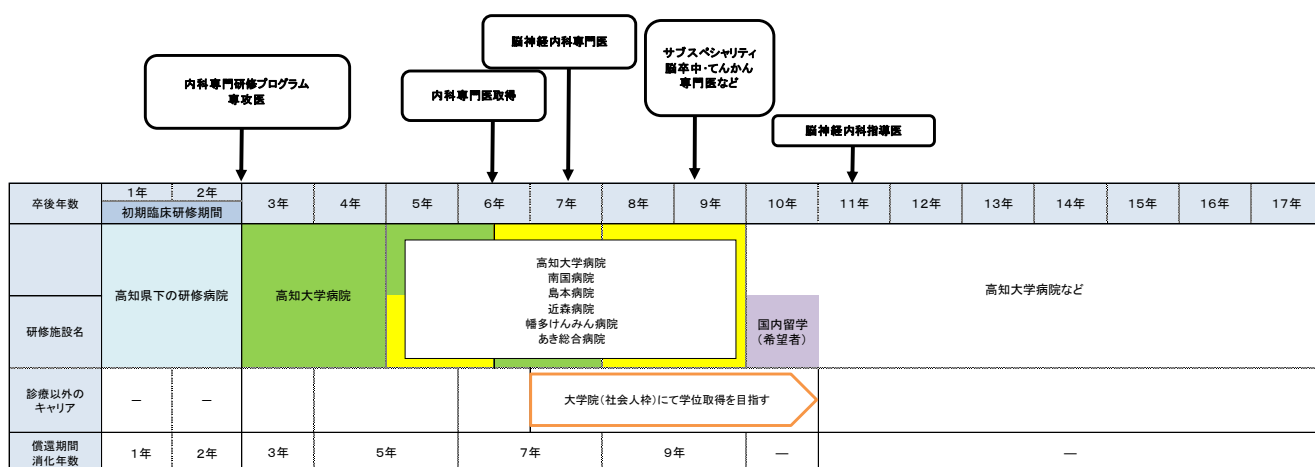 脳神経内科専門医
サブスペシャリティ
脳卒中・てんかん
専門医など
内科専門研修プログラム
専攻医
内科専門医取得
脳神経内科指導医
卒後年数
1年
2年
初期臨床研修期間
3年
4年
5年
6年
7年
8年
9年
10年
11年
12年
13年
14年
15年
16年
17年
研修施設名
高知県下の研修病院
高知大学病院
高知大学病院
南国病院
島本病院
近森病院
幡多けんみん病院
あき総合病院
国内留学
(希望者)
高知大学病院など
診療以外の
キャリア
―
―
大学院(社会人枠)にて学位取得を目指す
償還期間
消化年数
1年
2年
3年
5年
7年
9年
―
―